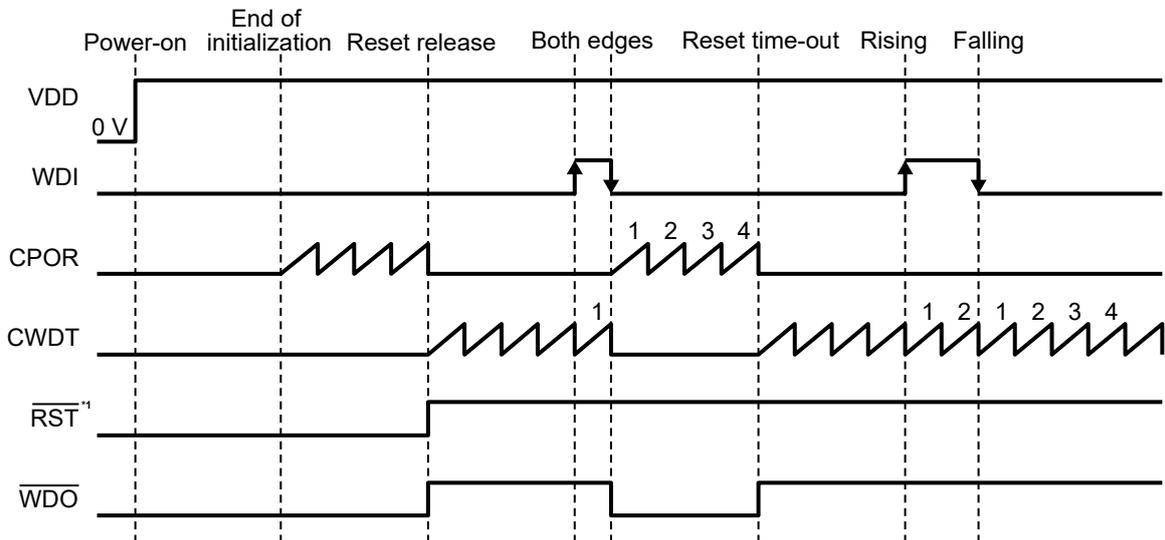 End of
Power-on initialization Reset release Both edges Reset time-out Rising Falling
VDD
0 V
WDI
CPOR 1 2 3 4
CWDT 1 1 2 1 2 3 4
RST *1
WDO